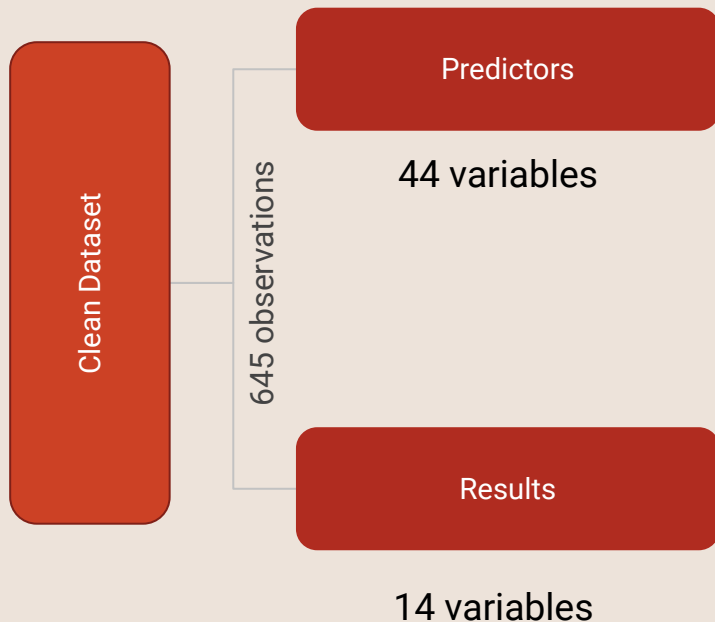 Clean Dataset
645 observations
Predictors
44 variables
Results
14 variables